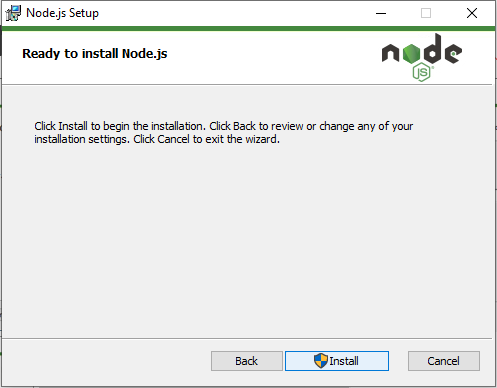 Node.js Setup
Ready to install Node.js
node
JS
Click Install to begin the installation. Click Back to review or change any of your
installation settings. Click Cancel to exit the wizard.
Back
Install
Cancel